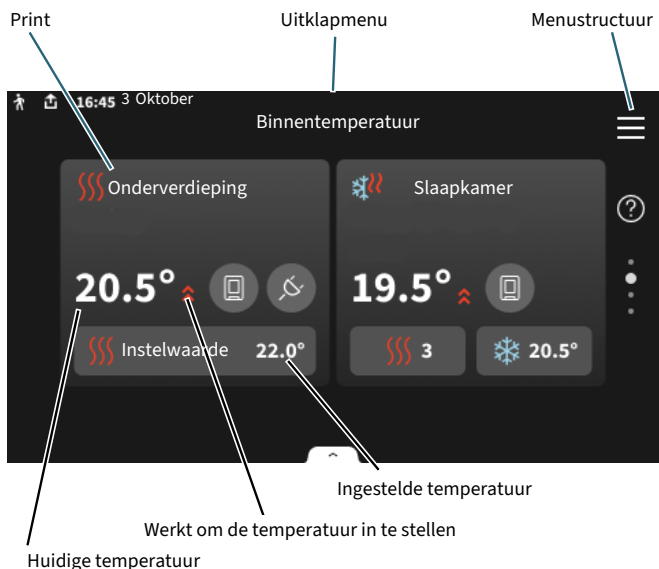 Print
Uitklapmenu
Menustructuur
16:45 3 Oktober
Binnentemperatuur
Onderverdieping
Slaapkamer
20.5°
19.5°
Instelwaarde 22.0°
3
20.5°
Ingestelde temperatuur
Werkt om de temperatuur in te stellen
Huidige temperatuur